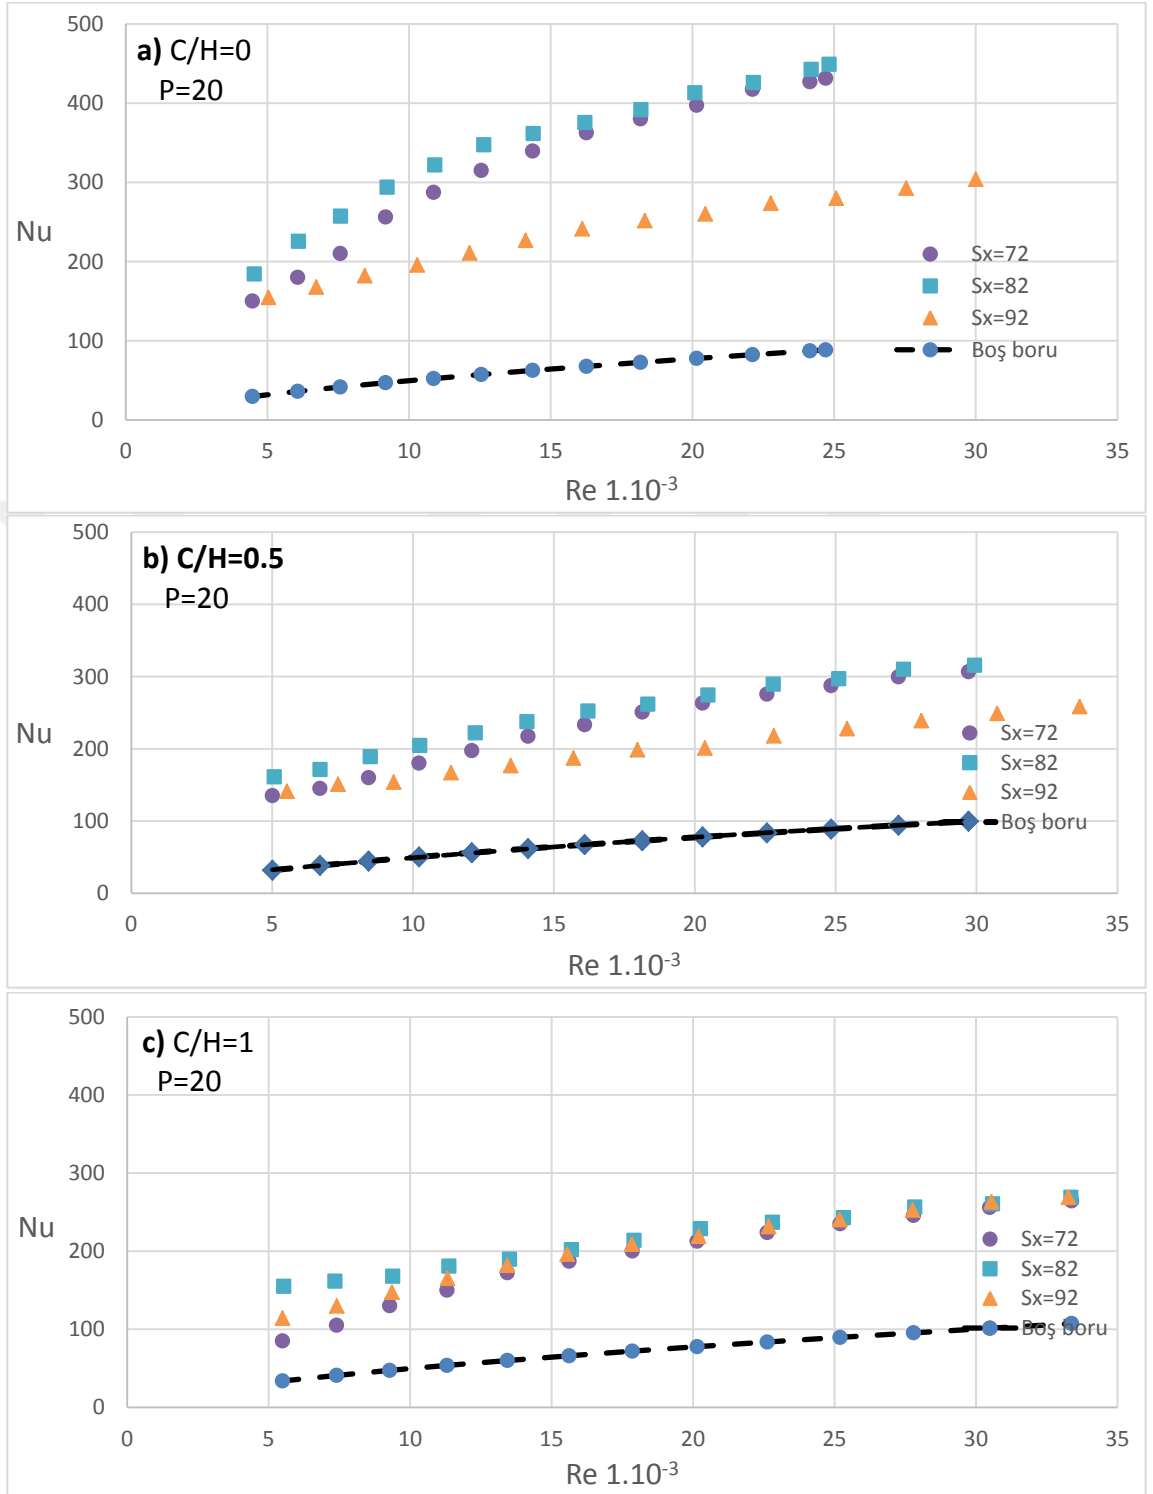 a) C/H=0
P=20
500
400
300
200
100
0
Nu
Sx=72
Sx=82
Sx=92
Boş boru
0 5 10 15 20 25 30 35
Re 1.10⁻³
b) C/H=0.5
P=20
500
400
300
200
100
0
Nu
Sx=72
Sx=82
Sx=92
Boş boru
0 5 10 15 20 25 30 35
Re 1.10⁻³
c) C/H=1
P=20
500
400
300
200
100
0
Nu
Sx=72
Sx=82
Sx=92
Boş boru
0 5 10 15 20 25 30 35
Re 1.10⁻³